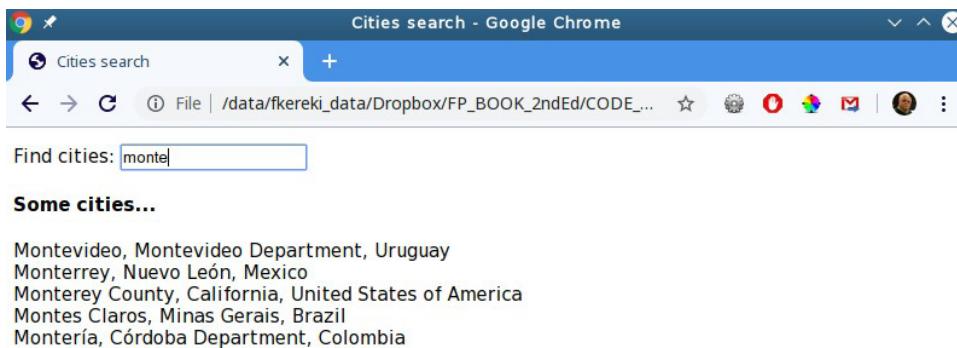 Cities search - Google Chrome
Cities search
File | /data/fkereki_data/Dropbox/FP_BOOK_2ndEd/CODE_...
Find cities: monte
Some cities...
Montevideo, Montevideo Department, Uruguay
Monterrey, Nuevo León, Mexico
Monterey County, California, United States of America
Montes Claros, Minas Gerais, Brazil
Montería, Córdoba Department, Colombia